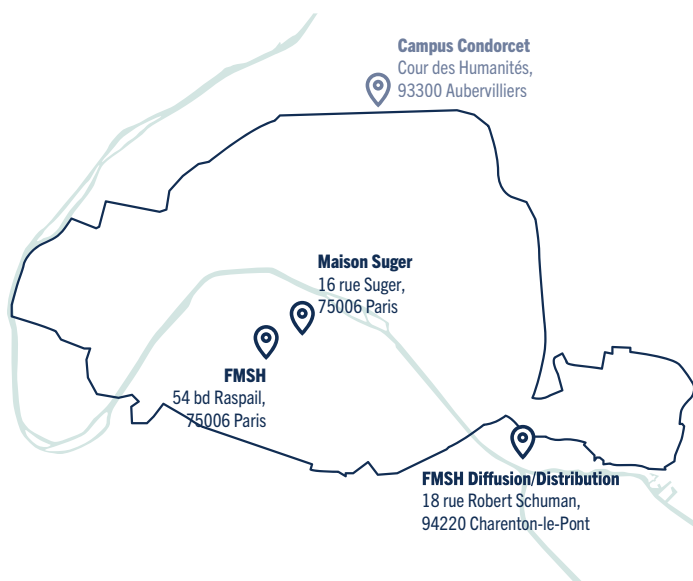 Campus Condorcet
Cour des Humanités,
93300 Aubervilliers
Maison Suger
16 rue Suger,
75006 Paris
FMSH
54 bd Raspail,
75006 Paris
FMSH Diffusion/Distribution
18 rue Robert Schuman,
94220 Charenton-le-Pont